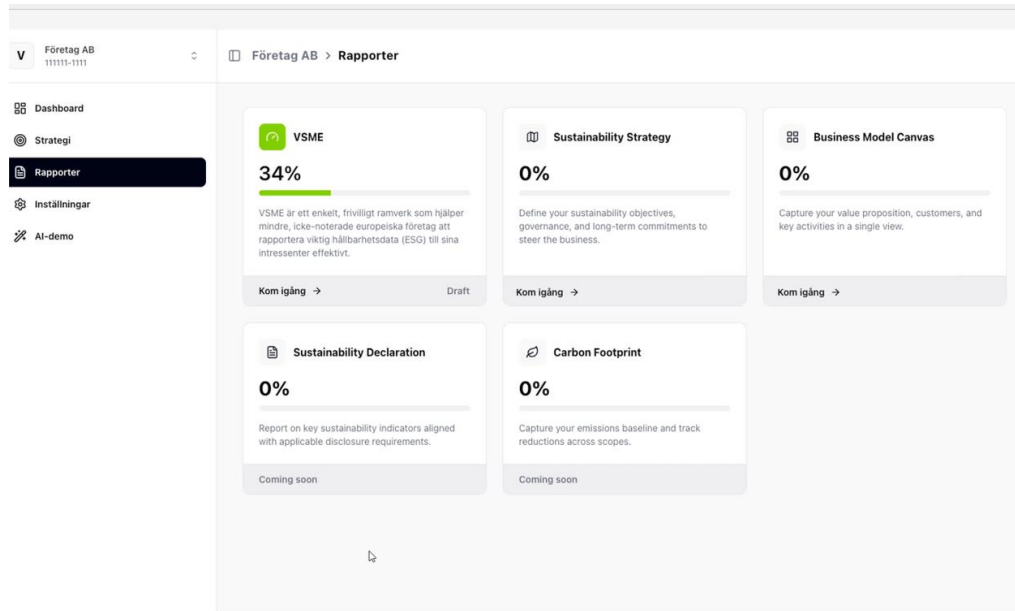 V
Företag AB
111111-1111
Företag AB > Rapporter
Dashboard
Strategi
Rapporter
Inställningar
AI-demo
VSME
34%
VSME är ett enkelt, frivilligt ramverk som hjälper
mindre, icke-noterade europeiska företag att
rapportera viktig hållbarhetsdata (ESG) till sina
intressenter effektivt.
Kom igång →
Draft
Sustainability Strategy
0%
Define your sustainability objectives,
governance, and long-term commitments to
steer the business.
Kom igång →
Business Model Canvas
0%
Capture your value proposition, customers, and
key activities in a single view.
Kom igång →
Sustainability Declaration
0%
Report on key sustainability indicators aligned
with applicable disclosure requirements.
Coming soon
Carbon Footprint
0%
Capture your emissions baseline and track
reductions across scopes.
Coming soon